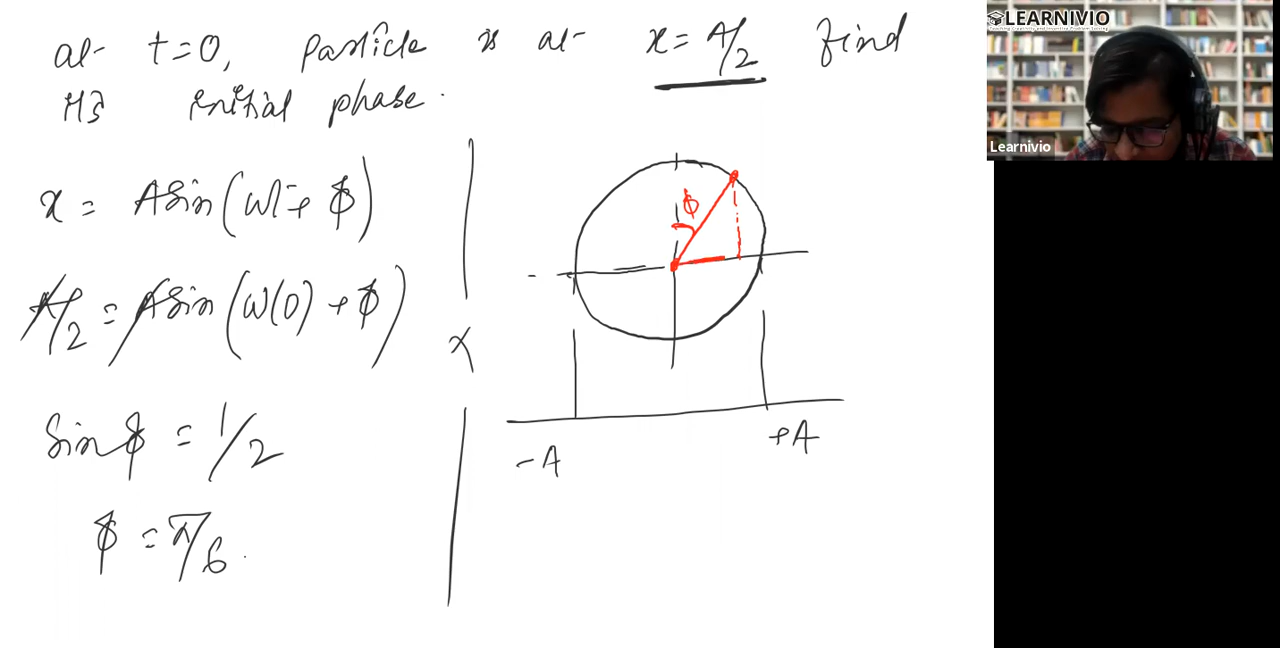 at t=0, particle is at x = A/2 find
its initial phase.
x = A sin(wt + φ)
A/2 = A sin(w(0) + φ)
sin φ = 1/2
φ = π/6.
x
φ
-
-A
+A
LEARNIVIO
Learnivio